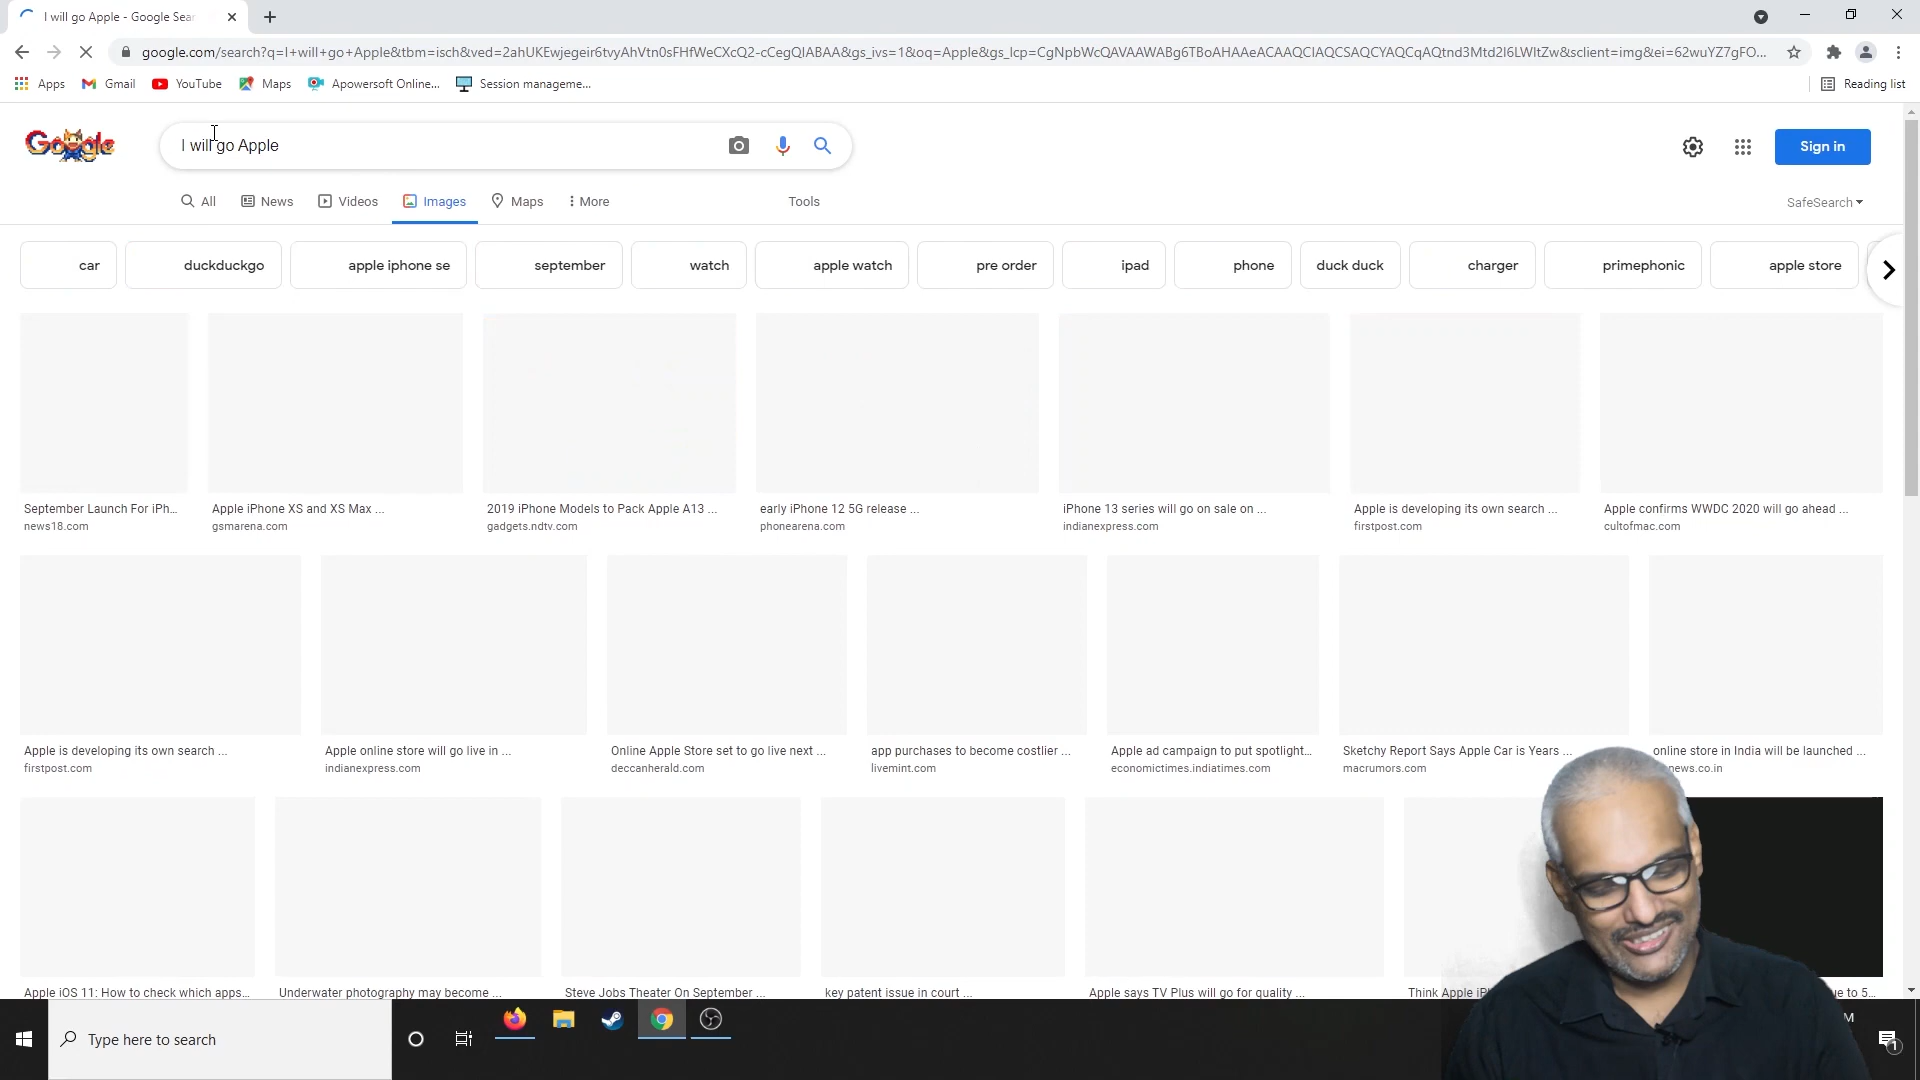 I will go Apple - Google Sear
google.com/search?q=I+will+go+Apple&tbm=isch&ved=2ahUKEwjegeir6tvyAhVtn0sFHfWeCXcQ2-cCegQIABAA&gs_ivs=1&oq=Apple&gs_lcp=CgNpbWcQAVAAWABg6TBoAHAAeACAAQCIAQCSAQCYAQCqAQtnd3Mtd2l6LWltZw&sclient=img&ei=62wuYZ7gFO...
Apps Gmail YouTube Maps Apowersoft Online... Session manageme... Reading list
Google I will go Apple Sign in
All News Videos Images Maps More Tools SafeSearch
car duckduckgo apple iphone se september watch apple watch pre order ipad phone duck duck charger primephonic apple store
September Launch For iPh... Apple iPhone XS and XS Max ... 2019 iPhone Models to Pack Apple A13 ... early iPhone 12 5G release ... iPhone 13 series will go on sale on ... Apple is developing its own search ... Apple confirms WWDC 2020 will go ahead ...
news18.com gsmarena.com gadgets.ndtv.com phonearena.com indianexpress.com firstpost.com cultofmac.com
Apple is developing its own search ... Apple online store will go live in ... Online Apple Store set to go live next ... app purchases to become costlier ... Apple ad campaign to put spotlight... Sketchy Report Says Apple Car is Years ... online store in India will be launched ...
firstpost.com indianexpress.com deccanherald.com livemint.com economictimes.indiatimes.com macrumors.com news.co.in
Apple iOS 11: How to check which apps... Underwater photography may become ... Steve Jobs Theater On September ... key patent issue in court ... Apple says TV Plus will go for quality ... Think Apple iP ue to 5...
Type here to search M
1